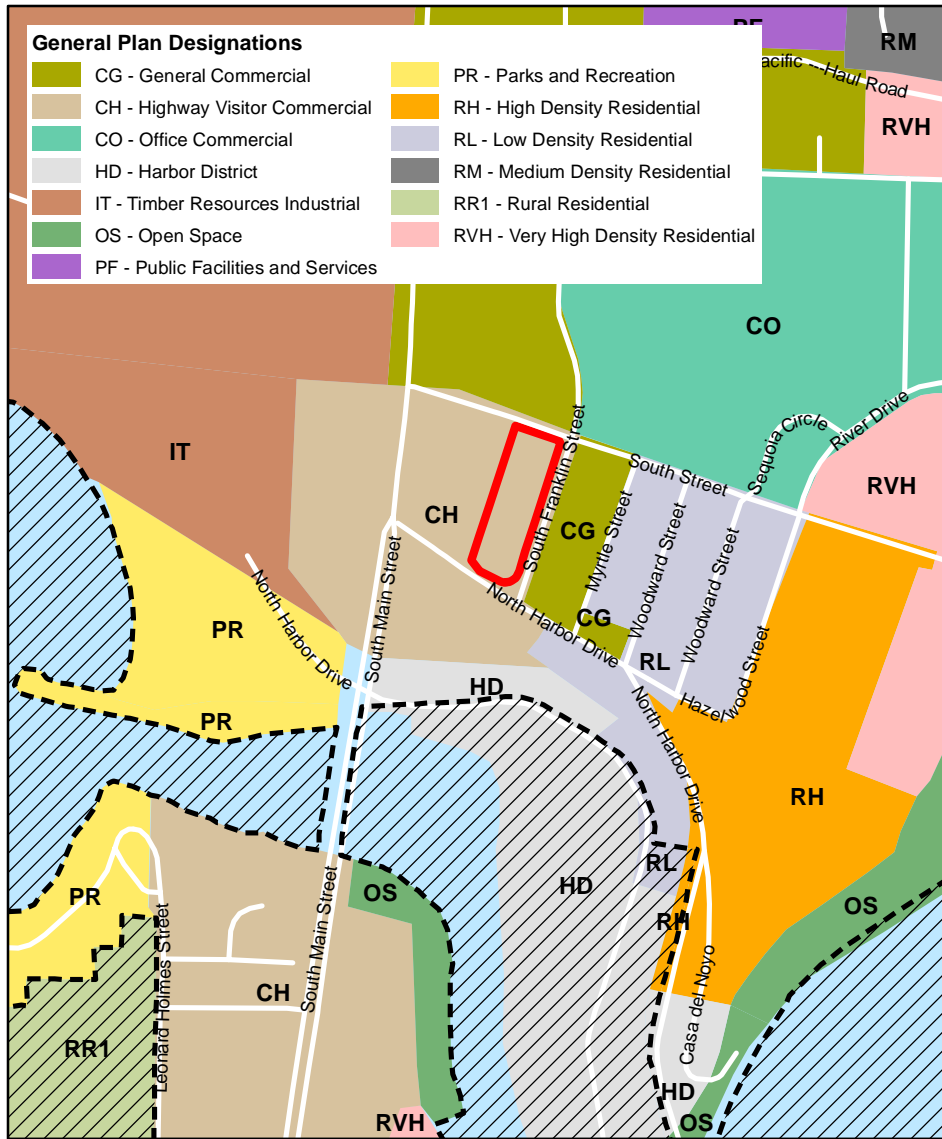 PF
RM
General Plan Designations
CG - General Commercial
CH - Highway Visitor Commercial
CO - Office Commercial
HD - Harbor District
IT - Timber Resources Industrial
OS - Open Space
PF - Public Facilities and Services
PR - Parks and Recreation
RH - High Density Residential
RL - Low Density Residential
RM - Medium Density Residential
RR1 - Rural Residential
RVH - Very High Density Residential
acific ---Haul Road
RVH
CO
Sequoia Circle
River Drive
IT
South Street
South Franklin Street
RVH
CH
CG
Myrtle Street
Woodward Street
Woodward Street
South Main Street
North Harbor Drive
North Harbor Drive
PR
CG
RL
Hazelwood Street
HD
PR
North Harbor Drive
RH
HD
RL
OS
PR
OS
RH
CH
South Main Street
Casa del Noyo
Leonard Holmes Street
RR1
HD
RVH
OS